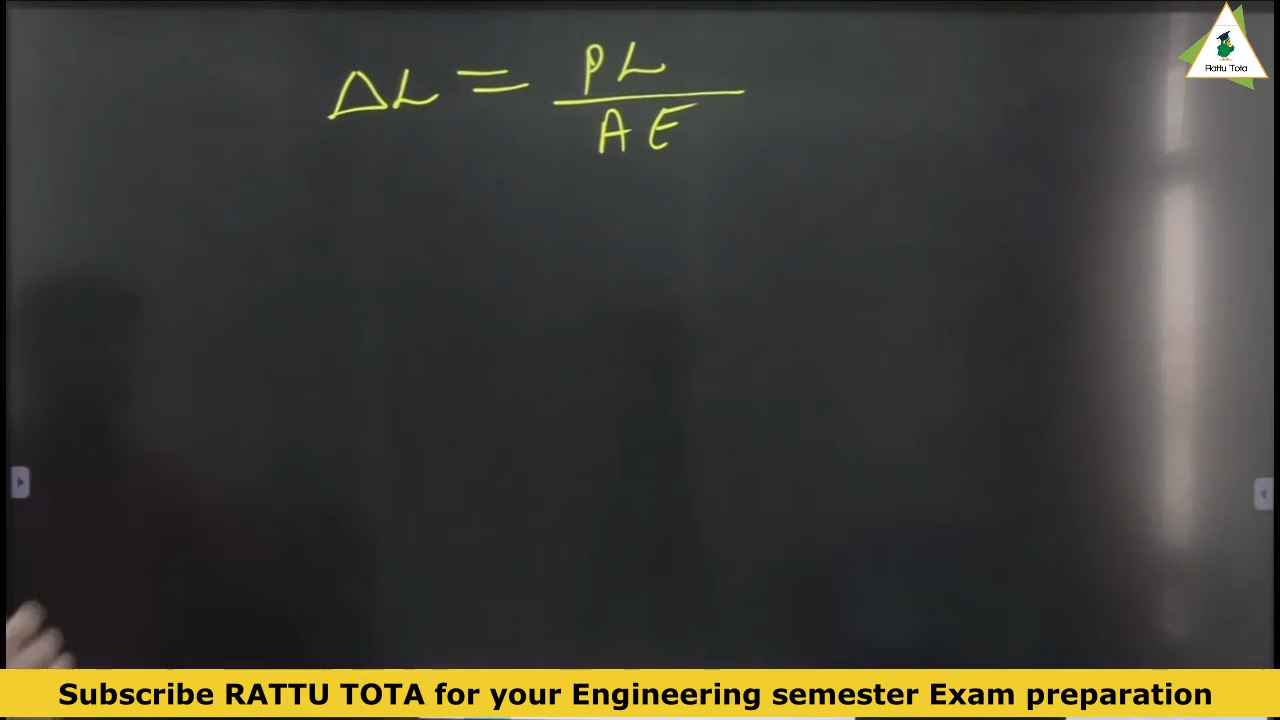 Rattu Tota
ΔL = PL
AE
Subscribe RATTU TOTA for your Engineering semester Exam preparation